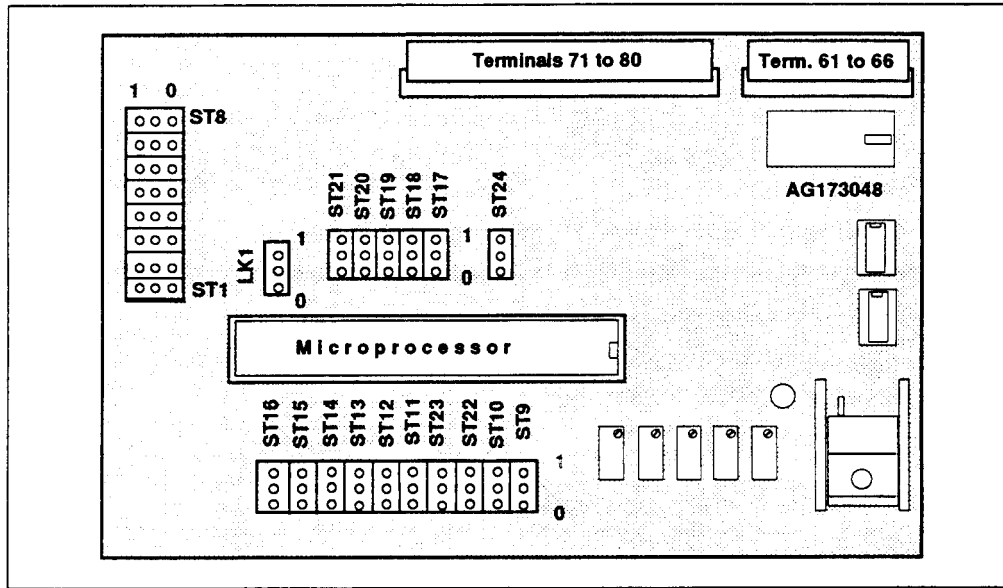 Terminals 71 to 80
Term. 61 to 66
1 0
ST8
ST1
AG173048
ST21
ST20
ST19
ST18
ST17
1
0
ST24
LK1
1
0
Microprocessor
ST16
ST15
ST14
ST13
ST12
ST11
ST23
ST22
ST10
ST9
0